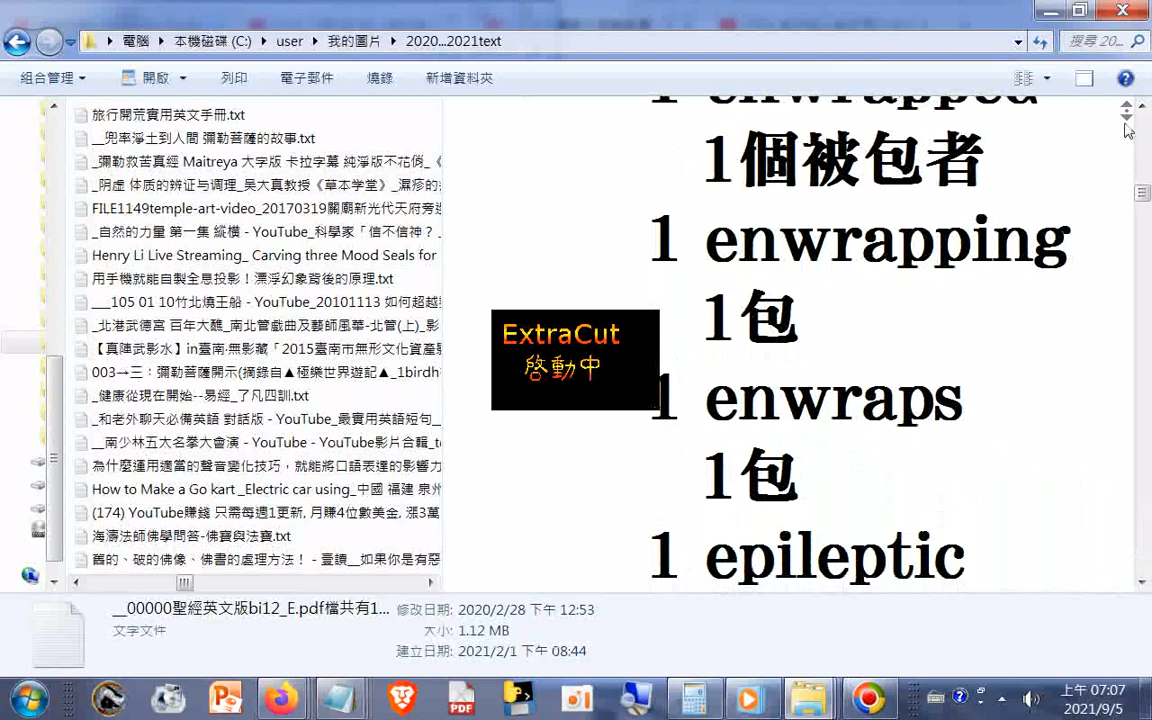 電腦 本機磁碟 (C:) user 我的圖片 2020...2021text 搜尋 20...
組合管理 開啟 列印 電子郵件 燒錄 新增資料夾
旅行開荒實用英文手冊.txt
__兜率淨土到人間 彌勒菩薩的故事.txt
_彌勒救苦真經 Maitreya 大字版 卡拉字幕 純淨版不花俏_《
_阴虚 体质的辨证与调理_吴大真教授《草本学堂》_濕疹的
FILE1149temple-art-video_20170319關廟新光代天府旁邊
_自然的力量 第一集 縱橫 - YouTube_科學家「信不信神？」
Henry Li Live Streaming_ Carving three Mood Seals for
用手機就能自製全息投影！漂浮幻象背後的原理.txt
___105 01 10竹北燒王船 - YouTube_20101113 如何超越
_北港武德宮 百年大醮_南北管戲曲及藝師風華-北管(上)_影
【真陣武影水】in臺南·無影藏「2015臺南市無形文化資產
003→三：彌勒菩薩開示(摘錄自▲極樂世界遊記▲_1birdh
_健康從現在開始--易經_了凡四訓.txt
_和老外聊天必備英語 對話版 - YouTube_最實用英語短句_
__南少林五大名拳大會演 - YouTube - YouTube影片合輯_t
為什麼運用適當的聲音變化技巧，就能將口語表達的影響力
How to Make a Go kart _Electric car using_中國 福建 泉州
(174) YouTube賺錢 只需每週1更新, 月賺4位數美金, 漲3萬
海濤法師佛學問答-佛寶與法寶.txt
舊的、破的佛像、佛書的處理方法！ - 壹讀__如果你是有惡
1 enwrapped
1個被包者
1 enwrapping
1包
1 enwraps
1包
1 epileptic
ExtraCut
啓動中
__00000聖經英文版bi12_E.pdf檔共有1... 修改日期: 2020/2/28 下午 12:53
文字文件 大小: 1.12 MB
建立日期: 2021/2/1 下午 08:44
上午 07:07
2021/9/5